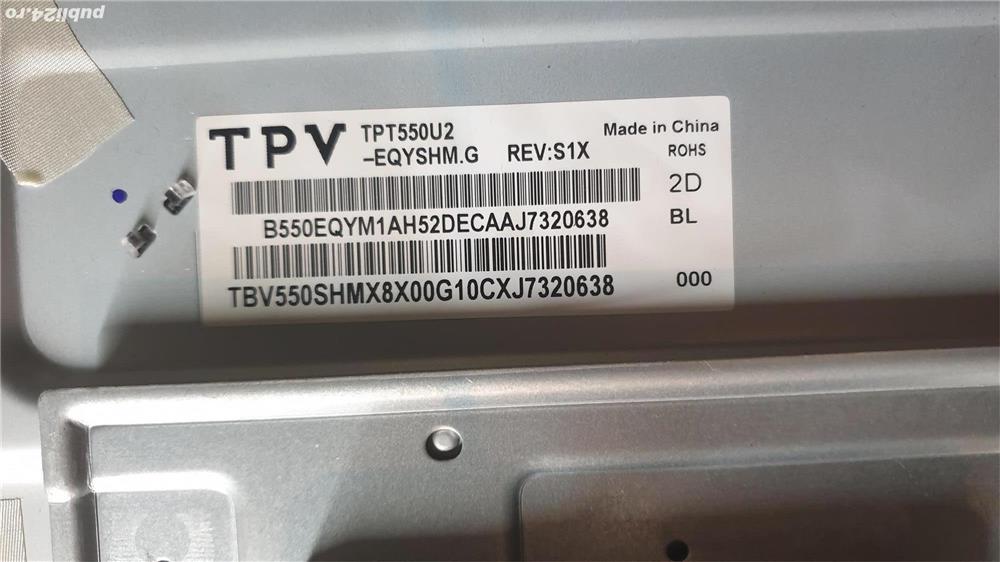 publi24.ro
TPV TPT550U2 Made in China
-EQYSHM.G REV:S1X ROHS
2D
B550EQYM1AH52DECAAJ7320638 BL
TBV550SHMX8X00G10CXJ7320638 000